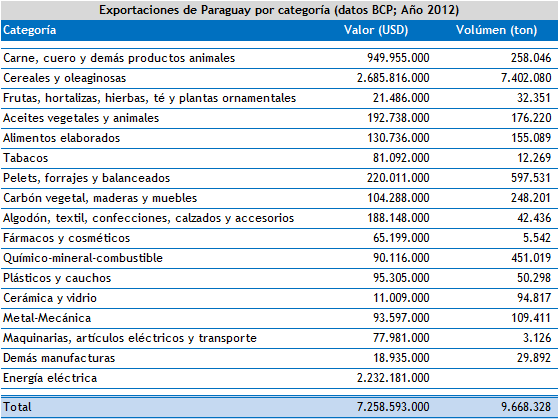 Exportaciones de Paraguay por categoría (datos BCP; Año 2012)
Categoría Valor (USD) Volúmen (ton)
Carne, cuero y demás productos animales 949.955.000 258.046
Cereales y oleaginosas 2.685.816.000 7.402.080
Frutas, hortalizas, hierbas, té y plantas ornamentales 21.486.000 32.351
Aceites vegetales y animales 192.738.000 176.220
Alimentos elaborados 130.736.000 155.089
Tabacos 81.092.000 12.269
Pelets, forrajes y balanceados 220.011.000 597.531
Carbón vegetal, maderas y muebles 104.288.000 248.201
Algodón, textil, confecciones, calzados y accesorios 188.148.000 42.436
Fármacos y cosméticos 65.199.000 5.542
Químico-mineral-combustible 90.116.000 451.019
Plásticos y cauchos 95.305.000 50.298
Cerámica y vidrio 11.009.000 94.817
Metal-Mecánica 93.597.000 109.411
Maquinarias, artículos eléctricos y transporte 77.981.000 3.126
Demás manufacturas 18.935.000 29.892
Energía eléctrica 2.232.181.000
Total 7.258.593.000 9.668.328